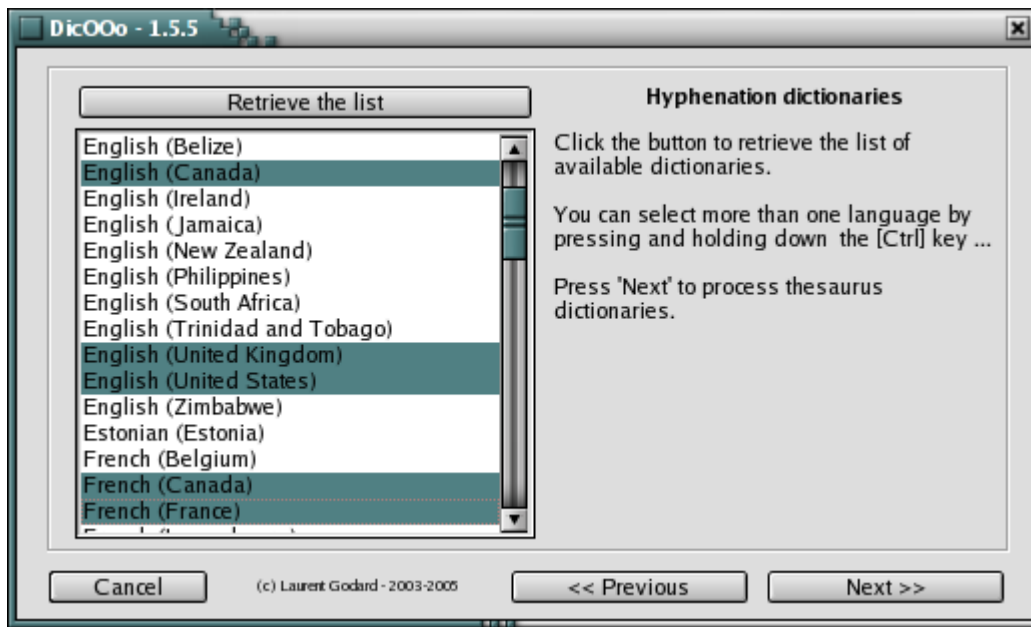 DicOOo - 1.5.5
Retrieve the list
English (Belize)
English (Canada)
English (Ireland)
English (Jamaica)
English (New Zealand)
English (Philippines)
English (South Africa)
English (Trinidad and Tobago)
English (United Kingdom)
English (United States)
English (Zimbabwe)
Estonian (Estonia)
French (Belgium)
French (Canada)
French (France)
Hyphenation dictionaries
Click the button to retrieve the list of
available dictionaries.
You can select more than one language by
pressing and holding down  the [Ctrl] key ...
Press 'Next' to process thesaurus
dictionaries.
Cancel
(c) Laurent Godard - 2003-2005
<< Previous
Next >>